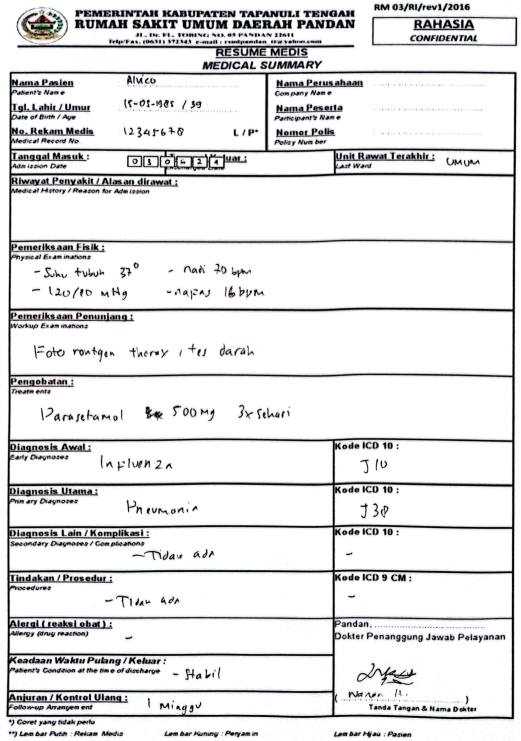 RM 03/RI/rev1/2016
PEMERINTAH KABUPATEN TAPANULI TENGAH
RUMAH SAKIT UMUM DAERAH PANDAN
JL. Dr. FL. TOBING NO. 05 PANDAN 22611
Telp/Fax. (0631) 372343 e-mail : rsudpandan_tt@yahoo.com
RAHASIA
CONFIDENTIAL
RESUME MEDIS
MEDICAL SUMMARY
Nama Pasien Alvico Nama Perusahaan
Patient's Name Company Name
Tgl. Lahir / Umur 15-05-1985 / 39 Nama Peserta
Date of Birth / Age Participant's Name
No. Rekam Medis 12345678 L / P* Nomor Polis
Medical Record No. Policy Number
Tanggal Masuk : 0 3 0 4 2 4 uar : Unit Rawat Terakhir : UMUM
Admission Date Last Ward
Riwayat Penyakit / Alasan dirawat :
Medical History / Reason for Admission
Pemeriksaan Fisik :
Physical Examinations
- Suhu tubuh 37° - nadi 70 bpm
- 120/80 mHg - napas 16 bpm
Pemeriksaan Penunjang :
Workup Examinations
Foto rontgen thorax, tes darah
Pengobatan :
Treatments
Parasetamol 500 Mg 3x sehari
Diagnosis Awal : Kode ICD 10 :
Early Diagnoses
Influenza J10
Diagnosis Utama : Kode ICD 10 :
Primary Diagnoses
Pneumonia J38
Diagnosis Lain / Komplikasi : Kode ICD 10 :
Secondary Diagnoses / Complications
- Tidak ada -
Tindakan / Prosedur : Kode ICD 9 CM :
Procedures
- Tidak ada -
Alergi ( reaksi obat ) : Pandan,
Allergy (drug reaction) - Dokter Penanggung Jawab Pelayanan
Keadaan Waktu Pulang / Keluar :
Patient's Condition at the time of discharge - Stabil
Anjuran / Kontrol Ulang : 1 Minggu
Follow-up Arrangement Tanda Tangan & Nama Dokter
*) Coret yang tidak perlu
**) Lembar Putih : Rekam Medis Lembar Kuning : Penjamin Lembar Hijau : Pasien